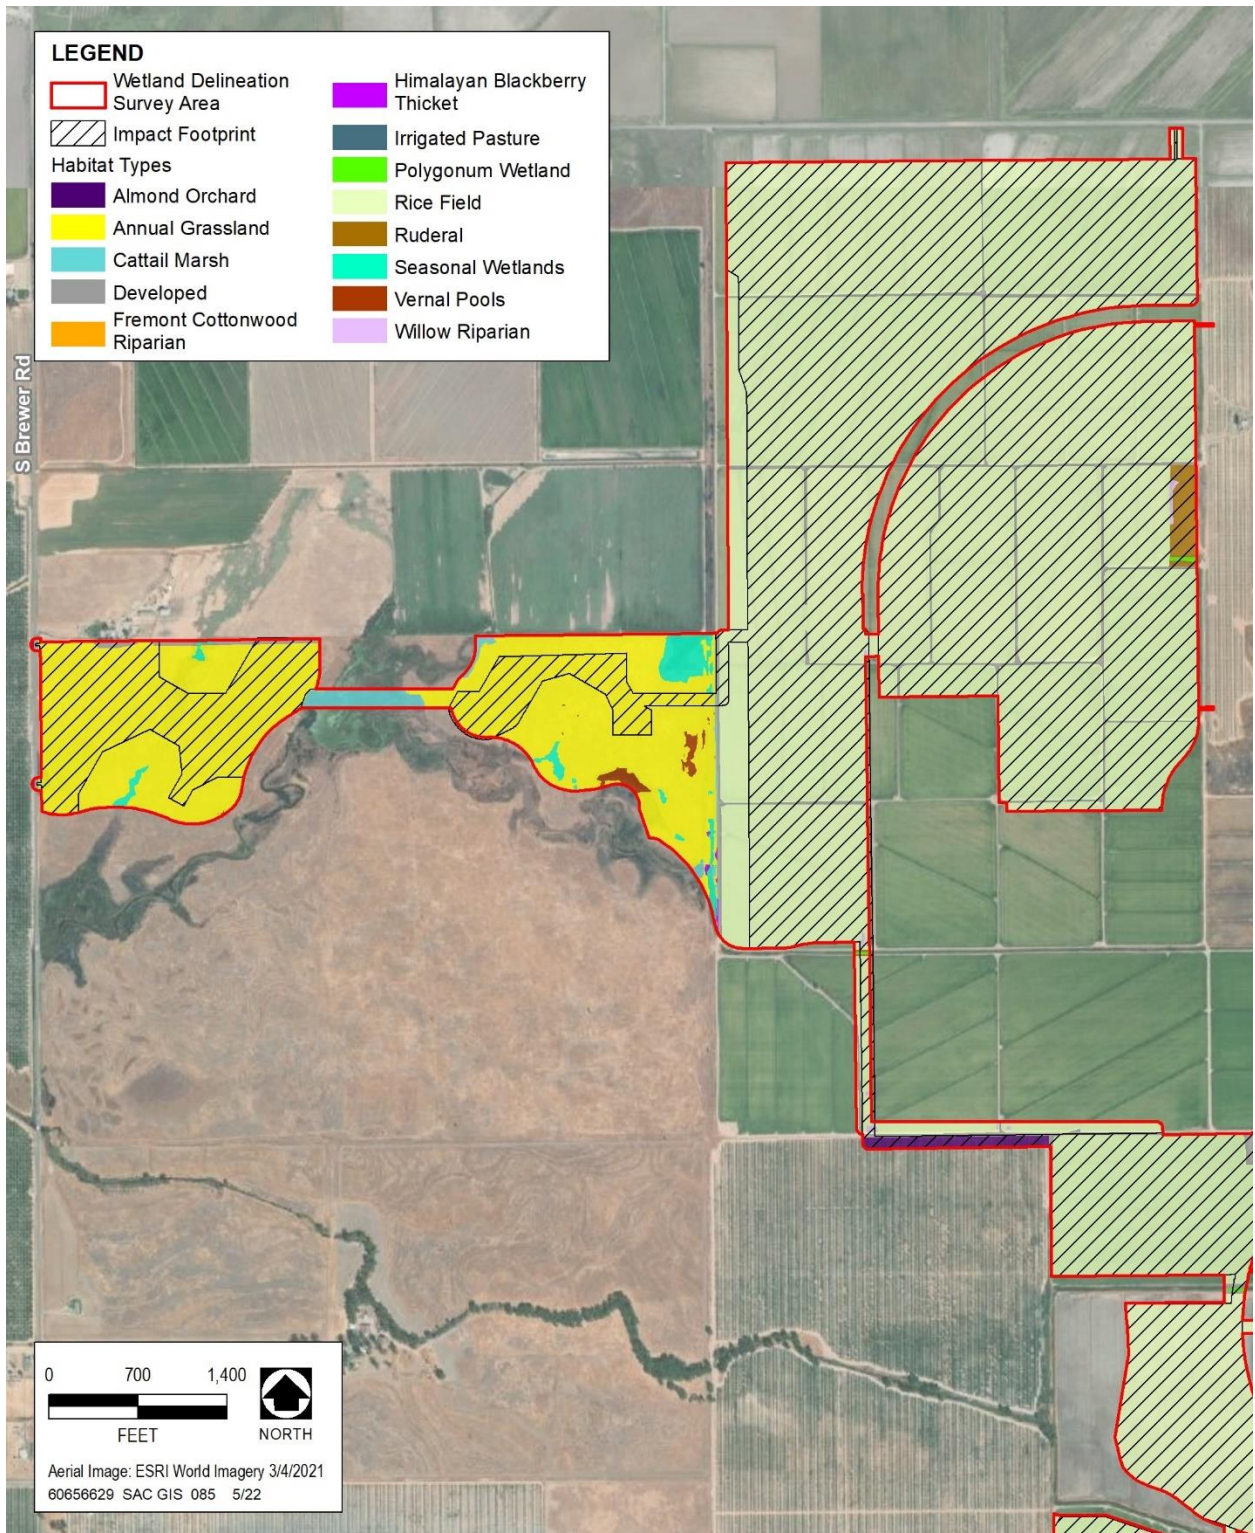 LEGEND
Wetland Delineation
Survey Area
Impact Footprint
Habitat Types
Almond Orchard
Annual Grassland
Cattail Marsh
Developed
Fremont Cottonwood
Riparian
Himalayan Blackberry
Thicket
Irrigated Pasture
Polygonum Wetland
Rice Field
Ruderal
Seasonal Wetlands
Vernal Pools
Willow Riparian
S Brewer Rd
0 700 1,400
FEET
NORTH
Aerial Image: ESRI World Imagery 3/4/2021
60656629 SAC GIS 085 5/22